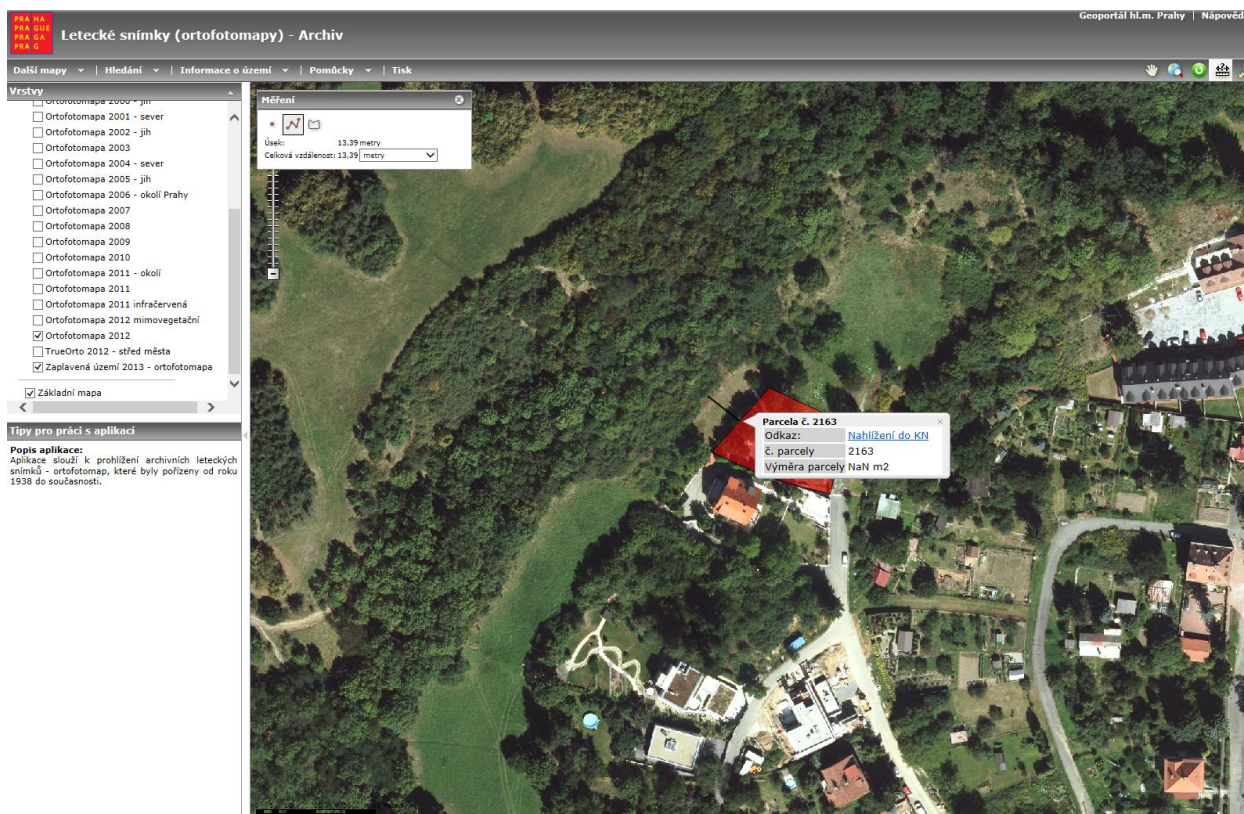 PRA HA
PRA GUE
PRA GA
PRA G
Letecké snímky (ortofotomapy) - Archiv
Geoportál hl.m. Prahy | Nápověd
Další mapy | Hledání | Informace o území | Pomůcky | Tisk
Vrstvy
Ortofotomapa 2000 - jih
Ortofotomapa 2001 - sever
Ortofotomapa 2002 - jih
Ortofotomapa 2003
Ortofotomapa 2004 - sever
Ortofotomapa 2005 - jih
Ortofotomapa 2006 - okolí Prahy
Ortofotomapa 2007
Ortofotomapa 2008
Ortofotomapa 2009
Ortofotomapa 2010
Ortofotomapa 2011 - okolí
Ortofotomapa 2011
Ortofotomapa 2011 infračervená
Ortofotomapa 2012 mimovegetační
Ortofotomapa 2012
TrueOrto 2012 - střed města
Zaplavená území 2013 - ortofotomapa
Základní mapa
Tipy pro práci s aplikací
Popis aplikace:
Aplikace slouží k prohlížení archivních leteckých
snímků - ortofotomap, které byly pořízeny od roku
1938 do současnosti.
Měření
Úsek: 13.39 metry
Celková vzdálenost: 13.39 metry
Parcela č. 2163
Odkaz: Nahlížení do KN
č. parcely 2163
Výměra parcely NaN m2